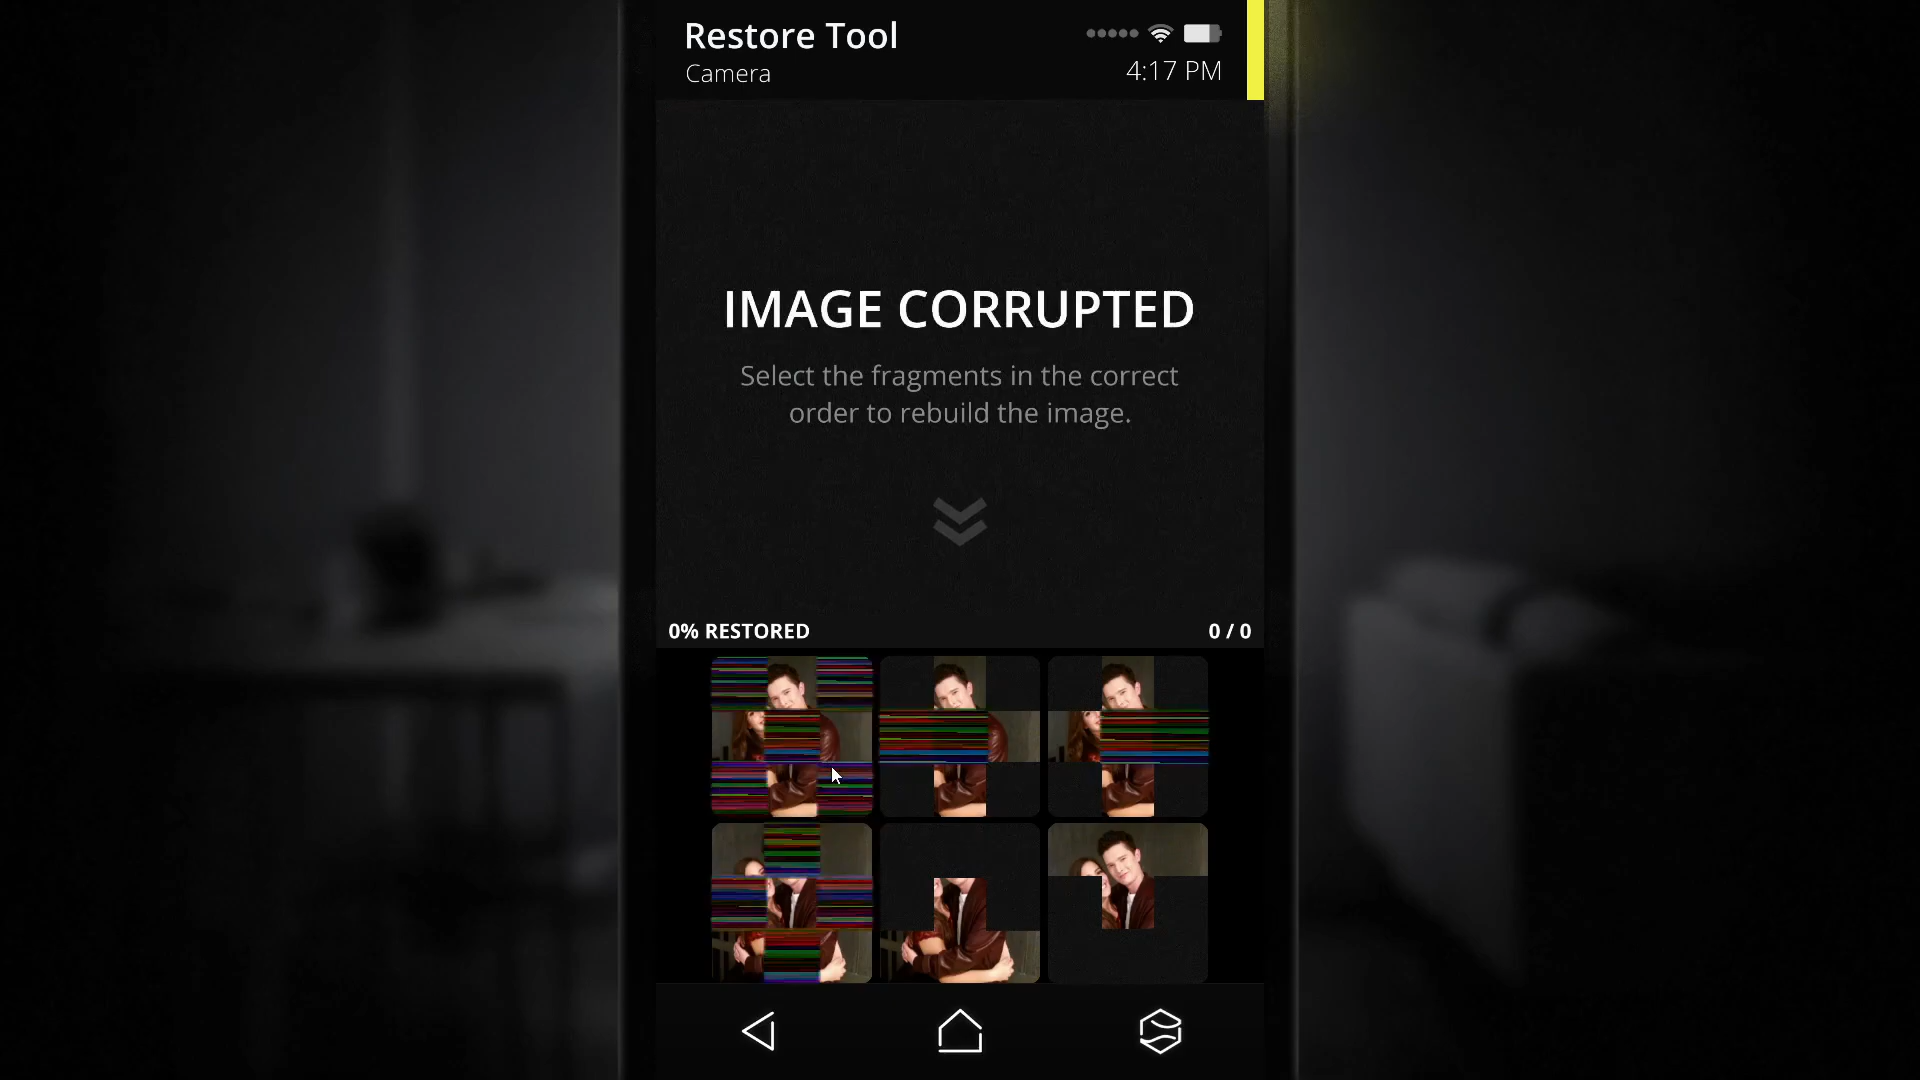 Restore Tool
Camera
4:17 PM
IMAGE CORRUPTED
Select the fragments in the correct
order to rebuild the image.
0% RESTORED
0 / 0